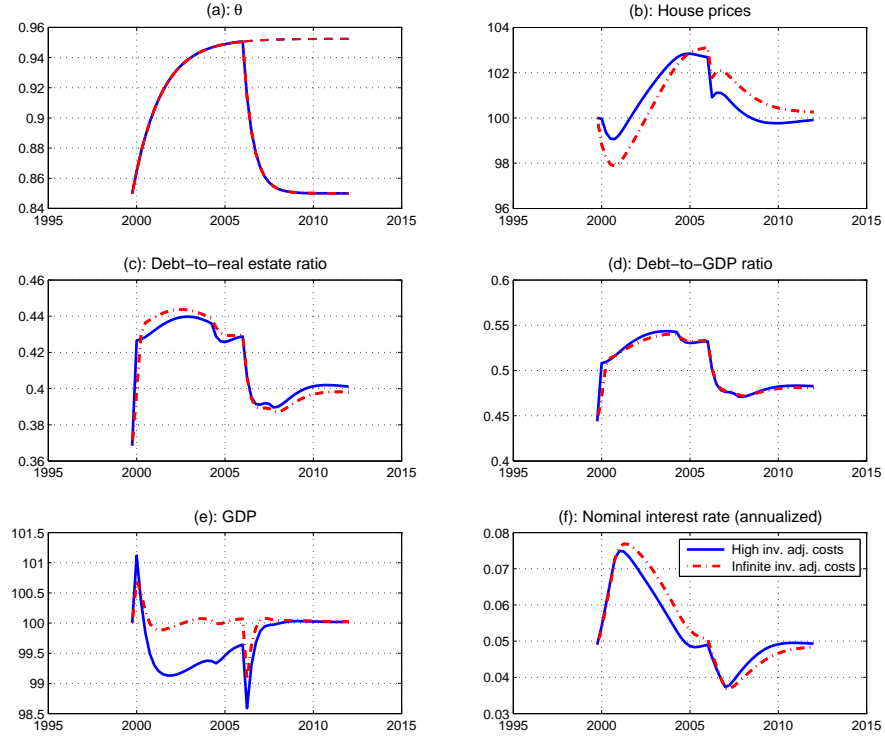 (a): θ
0.96
0.94
0.92
0.9
0.88
0.86
0.84
1995 2000 2005 2010 2015
(b): House prices
104
102
100
98
96
1995 2000 2005 2010 2015
(c): Debt−to−real estate ratio
0.46
0.44
0.42
0.4
0.38
0.36
1995 2000 2005 2010 2015
(d): Debt−to−GDP ratio
0.6
0.55
0.5
0.45
0.4
1995 2000 2005 2010 2015
(e): GDP
101.5
101
100.5
100
99.5
99
98.5
1995 2000 2005 2010 2015
(f): Nominal interest rate (annualized)
0.08
0.07
0.06
0.05
0.04
0.03
1995 2000 2005 2010 2015
High inv. adj. costs
Infinite inv. adj. costs